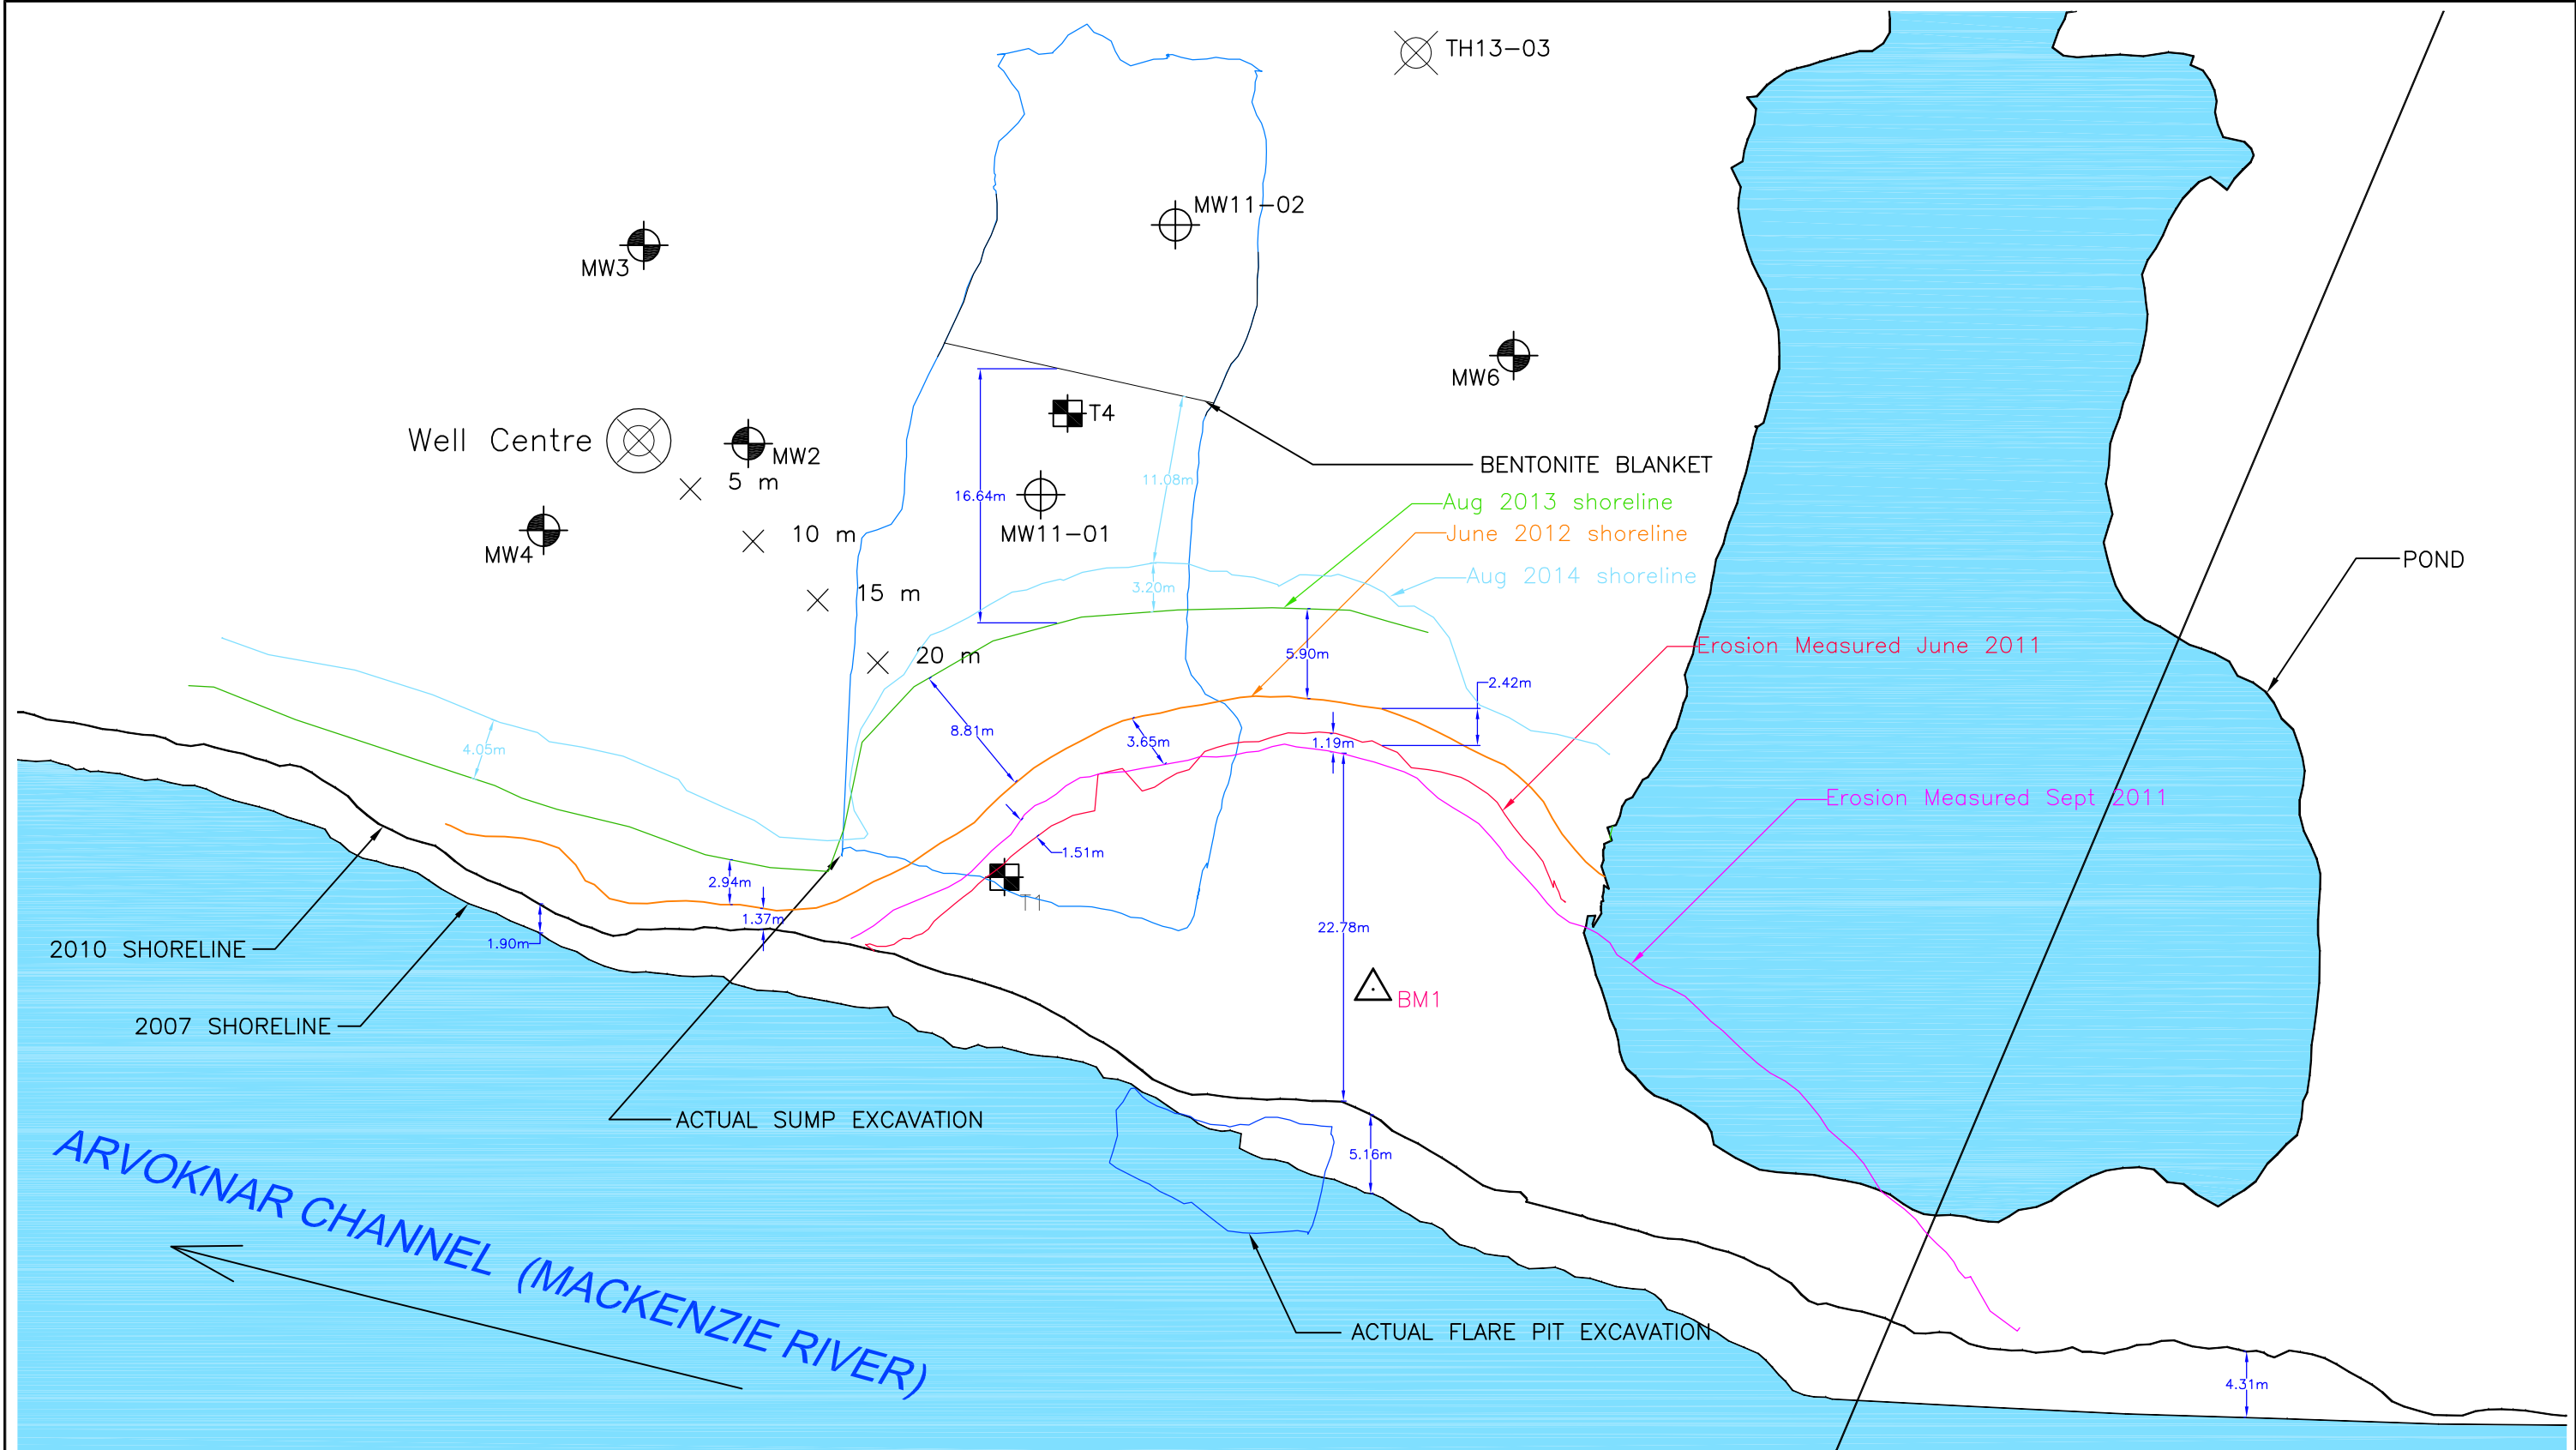 TH13-03
MW11-02
MW3
MW6
T4
Well Centre
MW2
BENTONITE BLANKET
5 m
11.08m
16.64m
Aug 2013 shoreline
MW11-01
10 m
June 2012 shoreline
MW4
POND
Aug 2014 shoreline
3.20m
15 m
Erosion Measured June 2011
5.90m
20 m
2.42m
8.81m
3.65m
1.19m
4.05m
Erosion Measured Sept 2011
1.51m
2.94m
T1
1.37m
22.78m
1.90m
2010 SHORELINE
BM1
2007 SHORELINE
ACTUAL SUMP EXCAVATION
5.16m
ARVOKNAR CHANNEL (MACKENZIE RIVER)
ACTUAL FLARE PIT EXCAVATION
4.31m